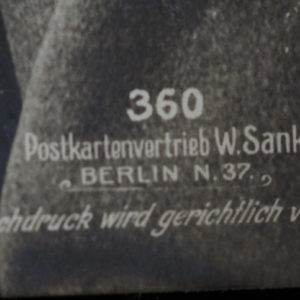 360
Postkartenvertrieb W. Sank
BERLIN N. 37.
chdruck wird gerichtlich v